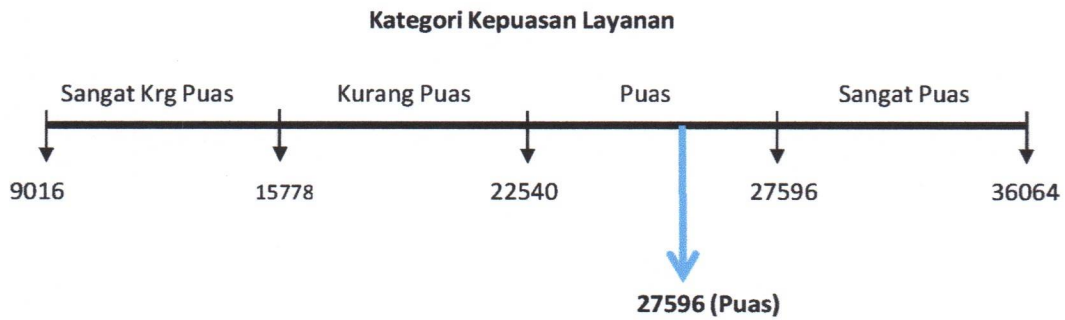 Kategori Kepuasan Layanan
Sangat Krg Puas Kurang Puas Puas Sangat Puas
9016 15778 22540 27596 36064
27596 (Puas)